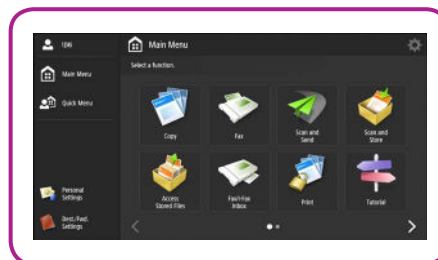 Main Menu
Select a function.
Main Menu
Quick Menu
Copy
Fax
Scan and
Send
Scan and
Store
Access
Stored Files
Fax/I-Fax
Inbox
Print
Tutorial
Personal
Settings
Dest./Fwd.
Settings